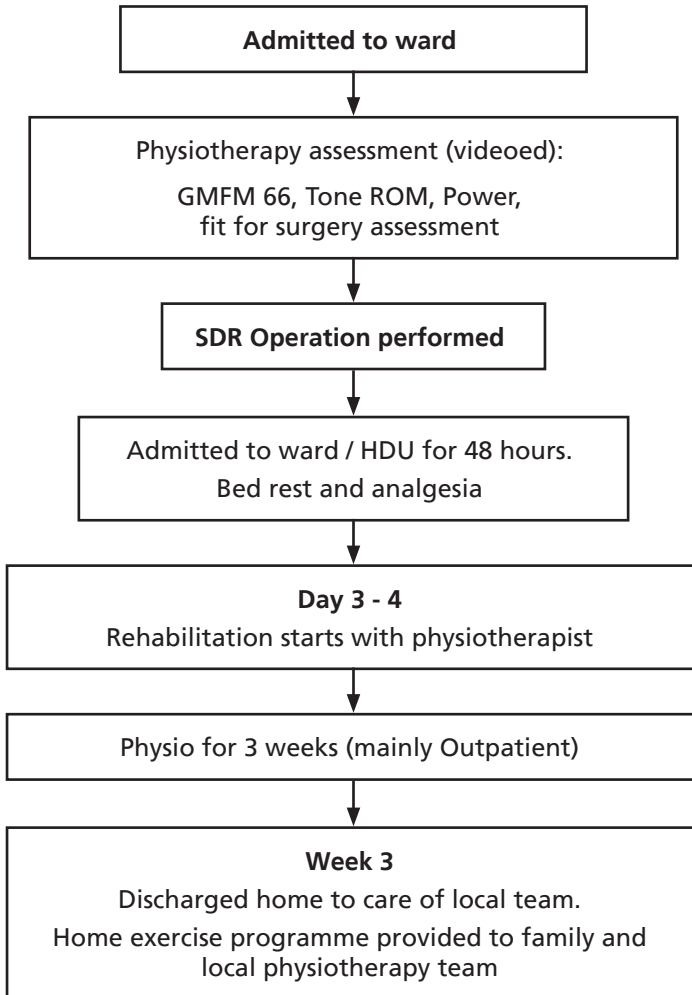 Admitted to ward
Physiotherapy assessment (videoed):
GMFM 66, Tone ROM, Power,
fit for surgery assessment
SDR Operation performed
Admitted to ward / HDU for 48 hours.
Bed rest and analgesia
Day 3 - 4
Rehabilitation starts with physiotherapist
Physio for 3 weeks (mainly Outpatient)
Week 3
Discharged home to care of local team.
Home exercise programme provided to family and
local physiotherapy team